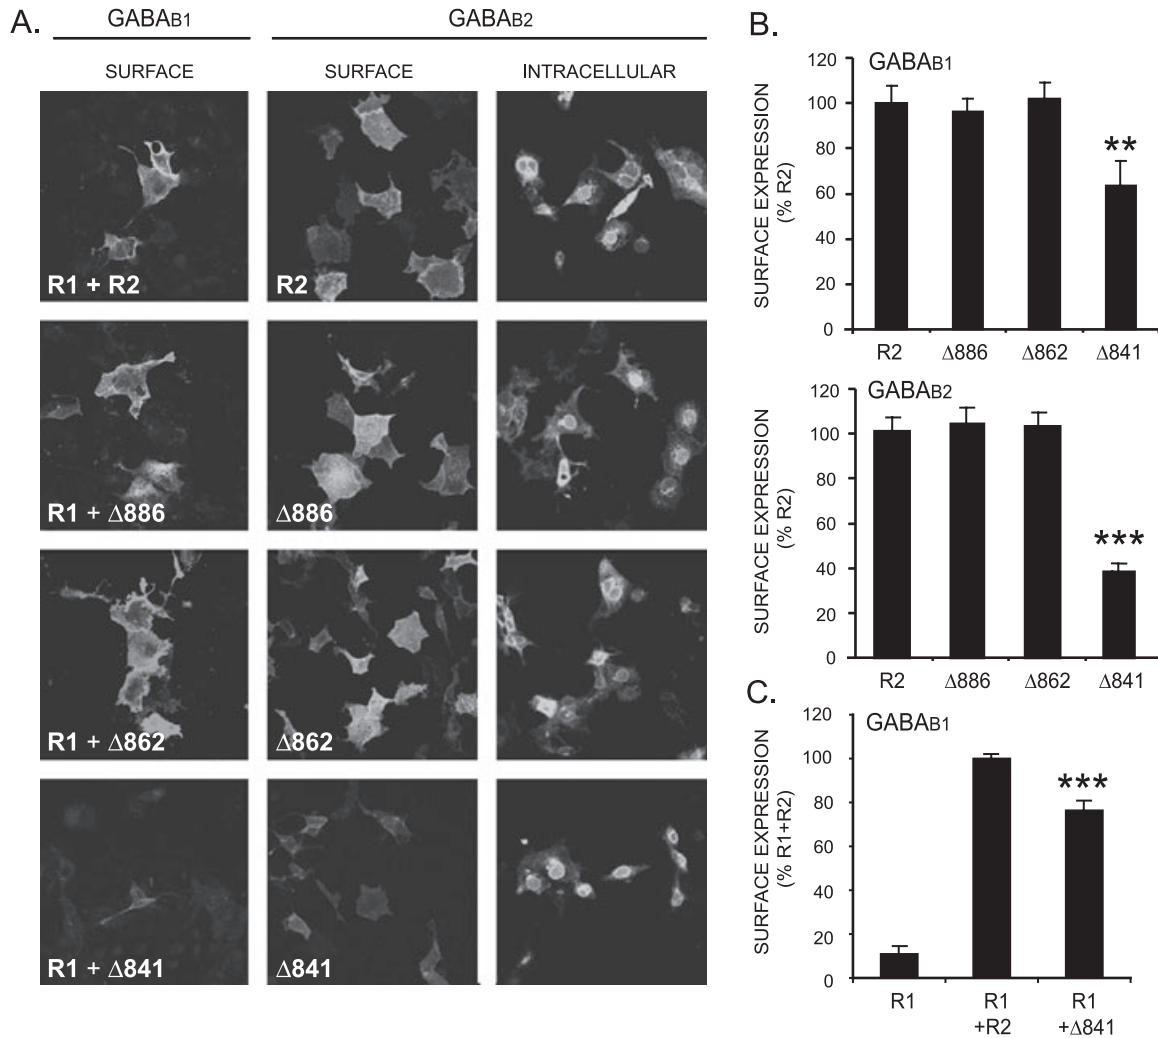 A.
GABAB1
GABAB2
SURFACE
SURFACE
INTRACELLULAR
R1 + R2
R2
R1 + Δ886
Δ886
R1 + Δ862
Δ862
R1 + Δ841
Δ841
B.
GABAB1
SURFACE EXPRESSION
(% R2)
120
100
80
60
40
20
0
**
R2 Δ886 Δ862 Δ841
GABAB2
SURFACE EXPRESSION
(% R2)
120
100
80
60
40
20
0
***
R2 Δ886 Δ862 Δ841
C.
GABAB1
SURFACE EXPRESSION
(% R1+R2)
120
100
80
60
40
20
0
***
R1 R1 R1
+R2 +Δ841